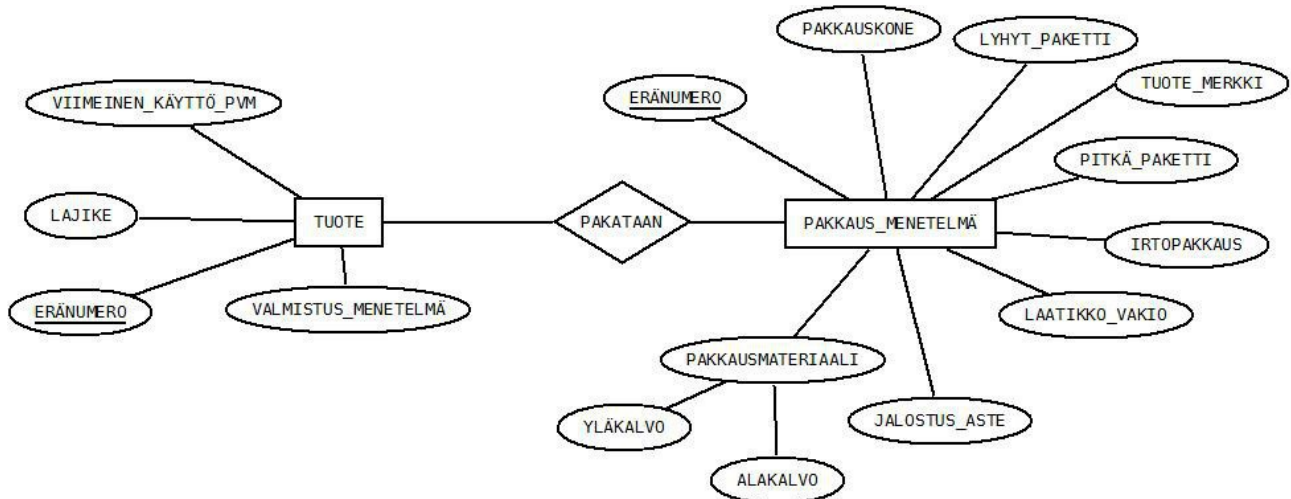 PAKKAUSKONE
LYHYT_PAKETTI
TUOTE_MERKKI
VIIMEINEN_KÄYTTÖ_PVM
ERÄNUMERO
PITKÄ_PAKETTI
LAJIKE
TUOTE
PAKATAAN
PAKKAUS_MENETELMÄ
IRTOPAKKAUS
ERÄNUMERO
VALMISTUS_MENETELMÄ
LAATIKKO_VAKIO
PAKKAUSMATERIAALI
YLÄKALVO
JALOSTUS_ASTE
ALAKALVO